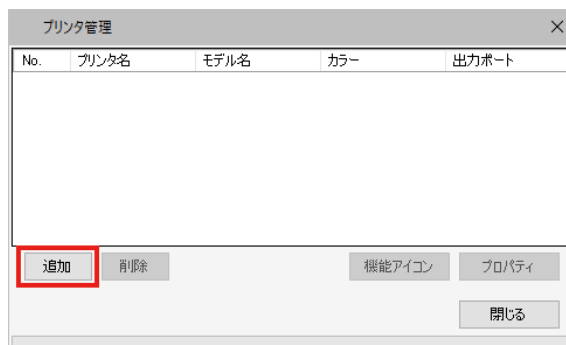 プリンタ管理
No. プリンタ名 モデル名 カラー 出力ポート
追加 削除 機能アイコン プロパティ
閉じる